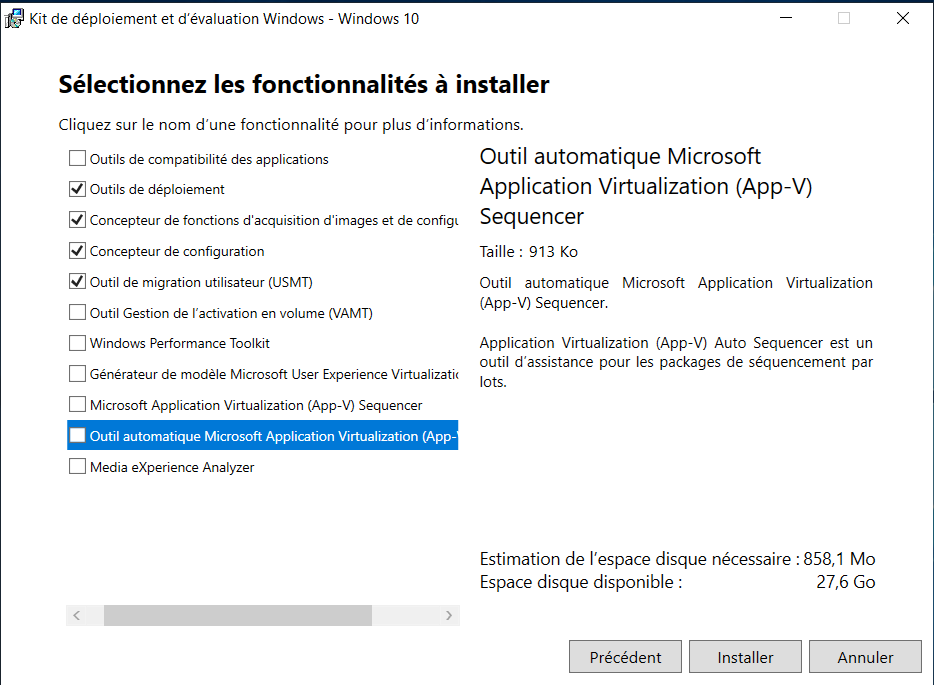 Kit de déploiement et d’évaluation Windows - Windows 10
Sélectionnez les fonctionnalités à installer
Cliquez sur le nom d’une fonctionnalité pour plus d’informations.
Outils de compatibilité des applications
Outils de déploiement
Concepteur de fonctions d'acquisition d'images et de configu
Concepteur de configuration
Outil de migration utilisateur (USMT)
Outil Gestion de l’activation en volume (VAMT)
Windows Performance Toolkit
Générateur de modèle Microsoft User Experience Virtualizatio
Microsoft Application Virtualization (App-V) Sequencer
Outil automatique Microsoft Application Virtualization (App-V
Media eXperience Analyzer
Outil automatique Microsoft
Application Virtualization (App-V)
Sequencer
Taille : 913 Ko
Outil automatique Microsoft Application Virtualization
(App-V) Sequencer.
Application Virtualization (App-V) Auto Sequencer est un
outil d’assistance pour les packages de séquencement par
lots.
Estimation de l’espace disque nécessaire : 858,1 Mo
Espace disque disponible : 27,6 Go
Précédent
Installer
Annuler